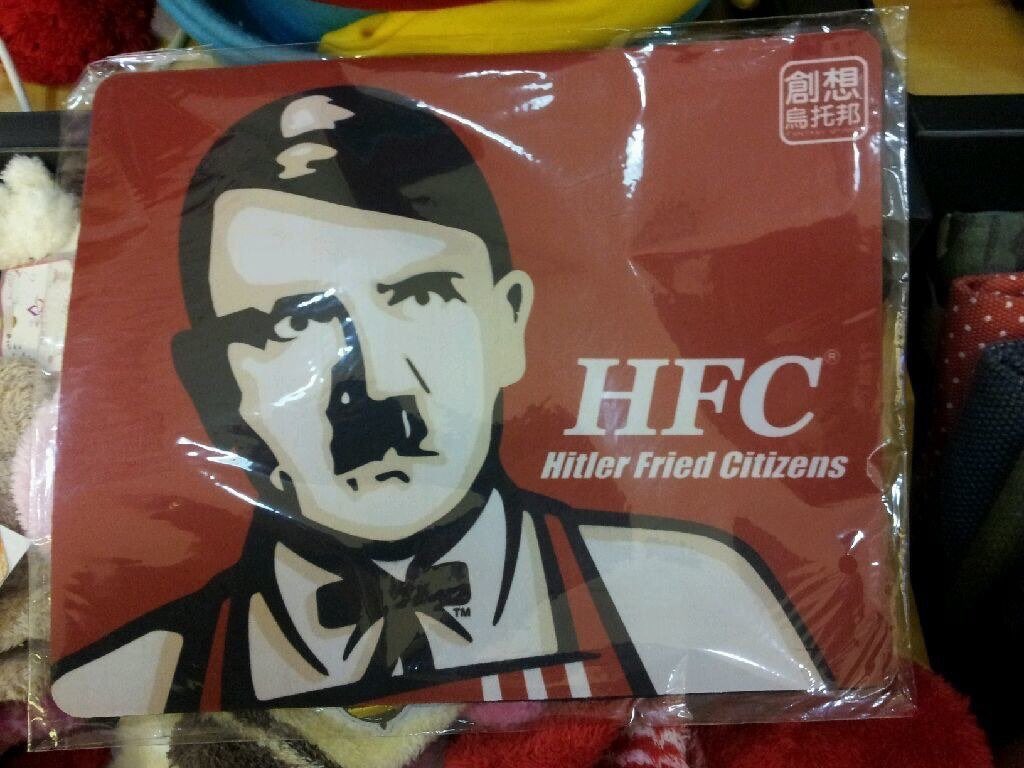 創想
烏托邦
HFC®
Hitler Fried Citizens
TM